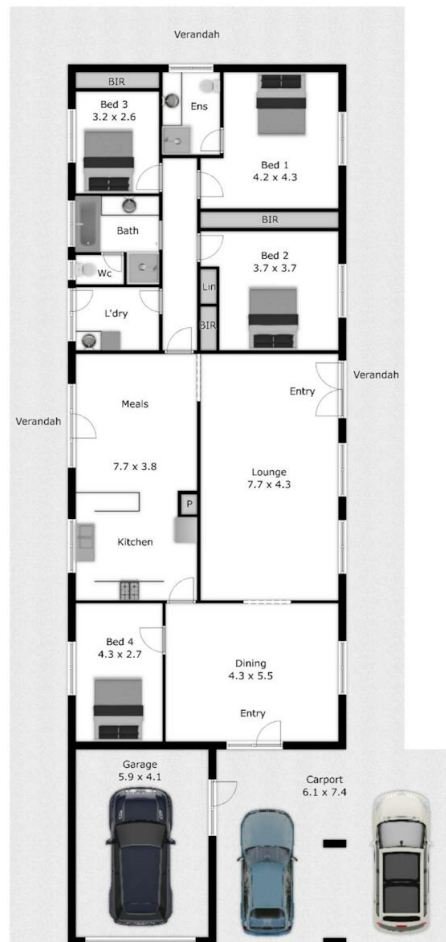 Verandah
BIR
Bed 3
3.2 x 2.6
Ens
Bed 1
4.2 x 4.3
BIR
Bath
Bed 2
3.7 x 3.7
Wc
Lin
L'dry
BIR
Meals
Entry
Verandah
Verandah
7.7 x 3.8
Lounge
7.7 x 4.3
P
Kitchen
Bed 4
4.3 x 2.7
Dining
4.3 x 5.5
Entry
Garage
5.9 x 4.1
Carport
6.1 x 7.4